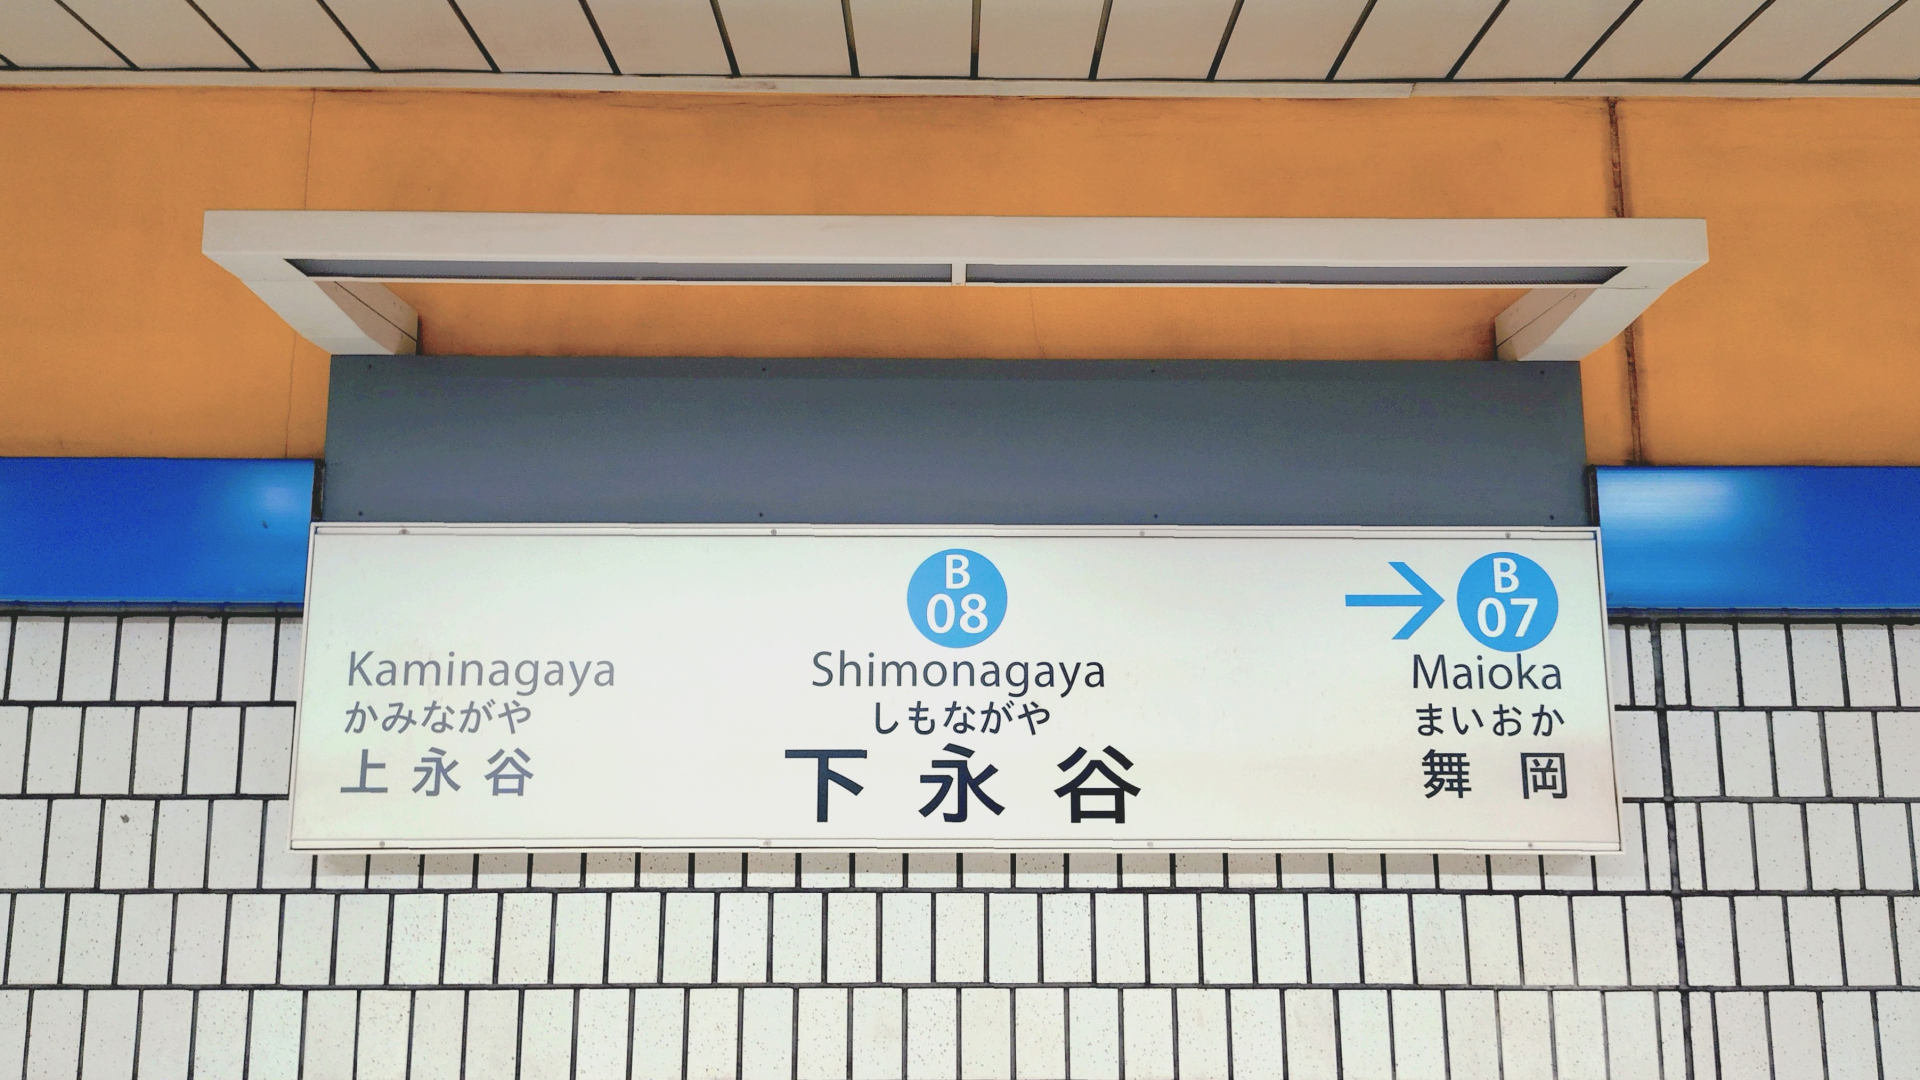 Kaminagaya
かみながや
上永谷
B
08
Shimonagaya
しもながや
下永谷
→
B
07
Maioka
まいおか
舞岡